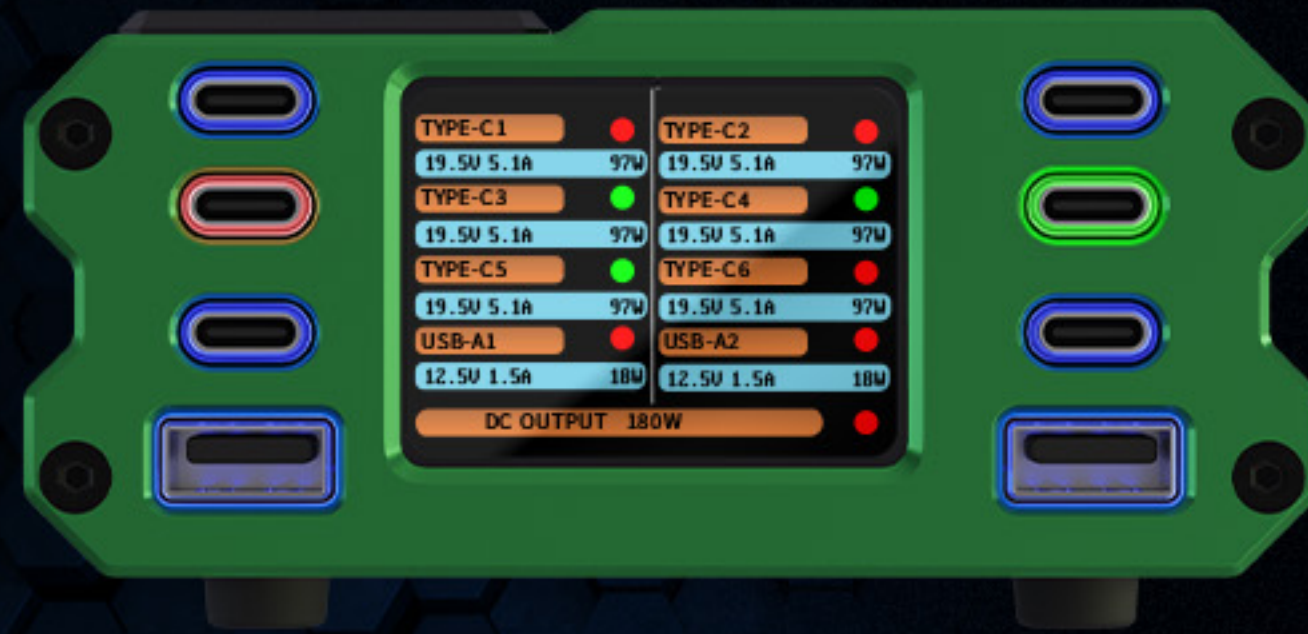 TYPE-C1 TYPE-C2
19.5V 5.1A 97W 19.5V 5.1A 97W
TYPE-C3 TYPE-C4
19.5V 5.1A 97W 19.5V 5.1A 97W
TYPE-C5 TYPE-C6
19.5V 5.1A 97W 19.5V 5.1A 97W
USB-A1 USB-A2
12.5V 1.5A 18W 12.5V 1.5A 18W
DC OUTPUT 180W